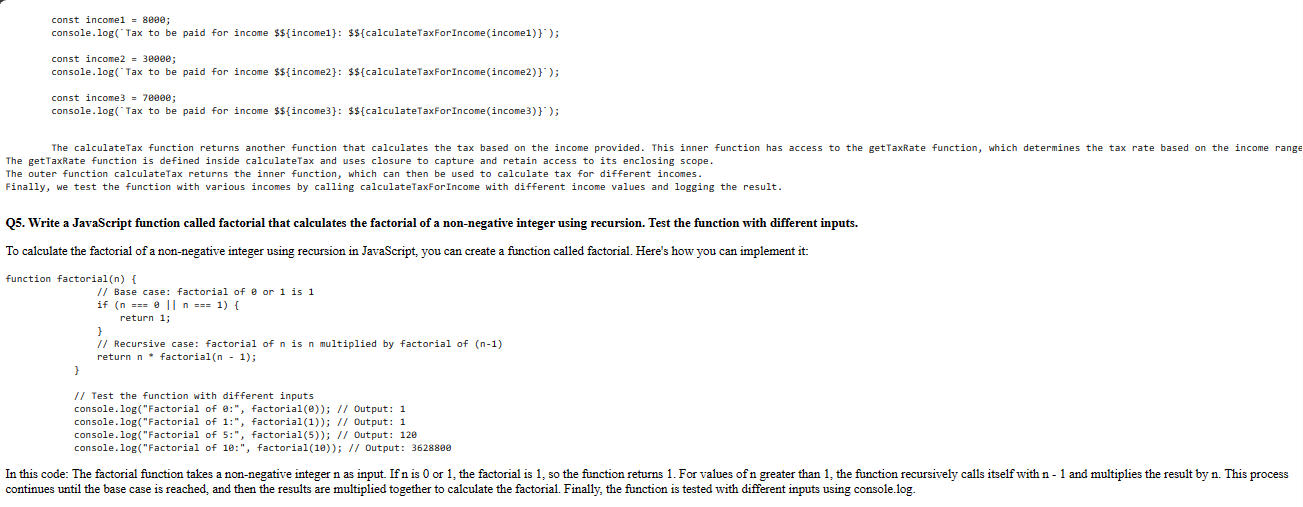 const income1 = 8000;
console.log(`Tax to be paid for income $${income1}: $${calculateTaxForIncome(income1)}`);
const income2 = 30000;
console.log(`Tax to be paid for income $${income2}: $${calculateTaxForIncome(income2)}`);
const income3 = 70000;
console.log(`Tax to be paid for income $${income3}: $${calculateTaxForIncome(income3)}`);
The calculateTax function returns another function that calculates the tax based on the income provided. This inner function has access to the getTaxRate function, which determines the tax rate based on the income range
The getTaxRate function is defined inside calculateTax and uses closure to capture and retain access to its enclosing scope.
The outer function calculateTax returns the inner function, which can then be used to calculate tax for different incomes.
Finally, we test the function with various incomes by calling calculateTaxForIncome with different income values and logging the result.
Q5. Write a JavaScript function called factorial that calculates the factorial of a non-negative integer using recursion. Test the function with different inputs.
To calculate the factorial of a non-negative integer using recursion in JavaScript, you can create a function called factorial. Here's how you can implement it:
function factorial(n) {
// Base case: factorial of 0 or 1 is 1
if (n === 0 || n === 1) {
return 1;
}
// Recursive case: factorial of n is n multiplied by factorial of (n-1)
return n * factorial(n - 1);
}
// Test the function with different inputs
console.log("Factorial of 0:", factorial(0)); // Output: 1
console.log("Factorial of 1:", factorial(1)); // Output: 1
console.log("Factorial of 5:", factorial(5)); // Output: 120
console.log("Factorial of 10:", factorial(10)); // Output: 3628800
In this code: The factorial function takes a non-negative integer n as input. If n is 0 or 1, the factorial is 1, so the function returns 1. For values of n greater than 1, the function recursively calls itself with n - 1 and multiplies the result by n. This process
continues until the base case is reached, and then the results are multiplied together to calculate the factorial. Finally, the function is tested with different inputs using console.log.